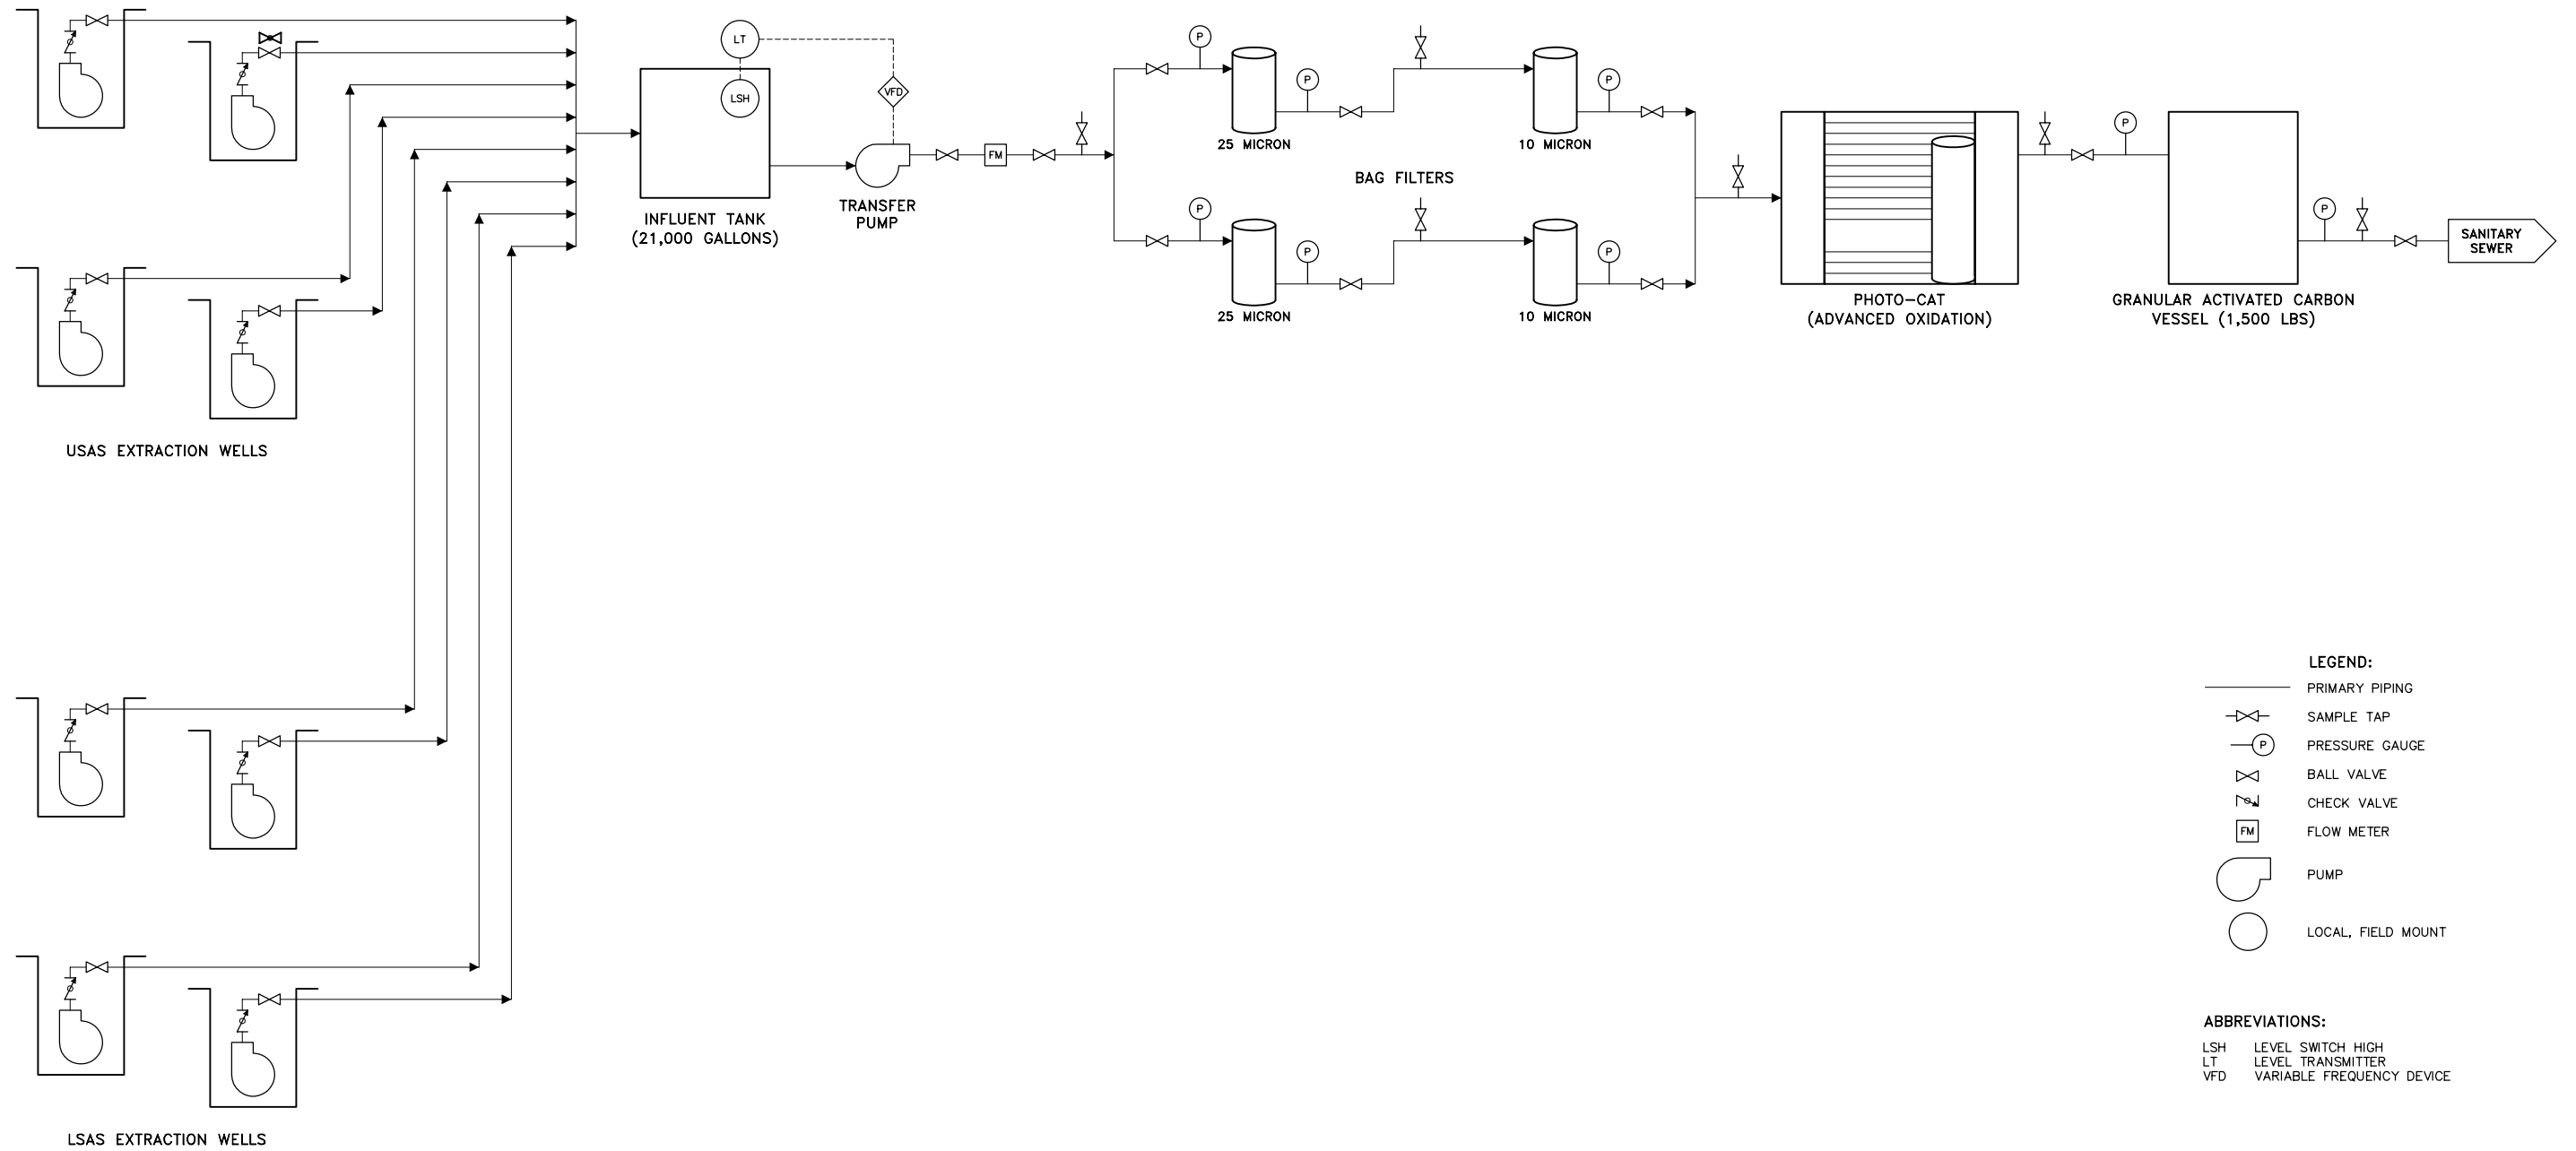 LT
LSH
VFD
INFLUENT TANK
(21,000 GALLONS)
TRANSFER
PUMP
FM
P
P
P
25 MICRON
10 MICRON
BAG FILTERS
P
P
P
25 MICRON
10 MICRON
PHOTO-CAT
(ADVANCED OXIDATION)
P
GRANULAR ACTIVATED CARBON
VESSEL (1,500 LBS)
P
SANITARY
SEWER
USAS EXTRACTION WELLS
LSAS EXTRACTION WELLS
LEGEND:
PRIMARY PIPING
SAMPLE TAP
P PRESSURE GAUGE
BALL VALVE
CHECK VALVE
FM FLOW METER
PUMP
LOCAL, FIELD MOUNT
ABBREVIATIONS:
LSH LEVEL SWITCH HIGH
LT LEVEL TRANSMITTER
VFD VARIABLE FREQUENCY DEVICE